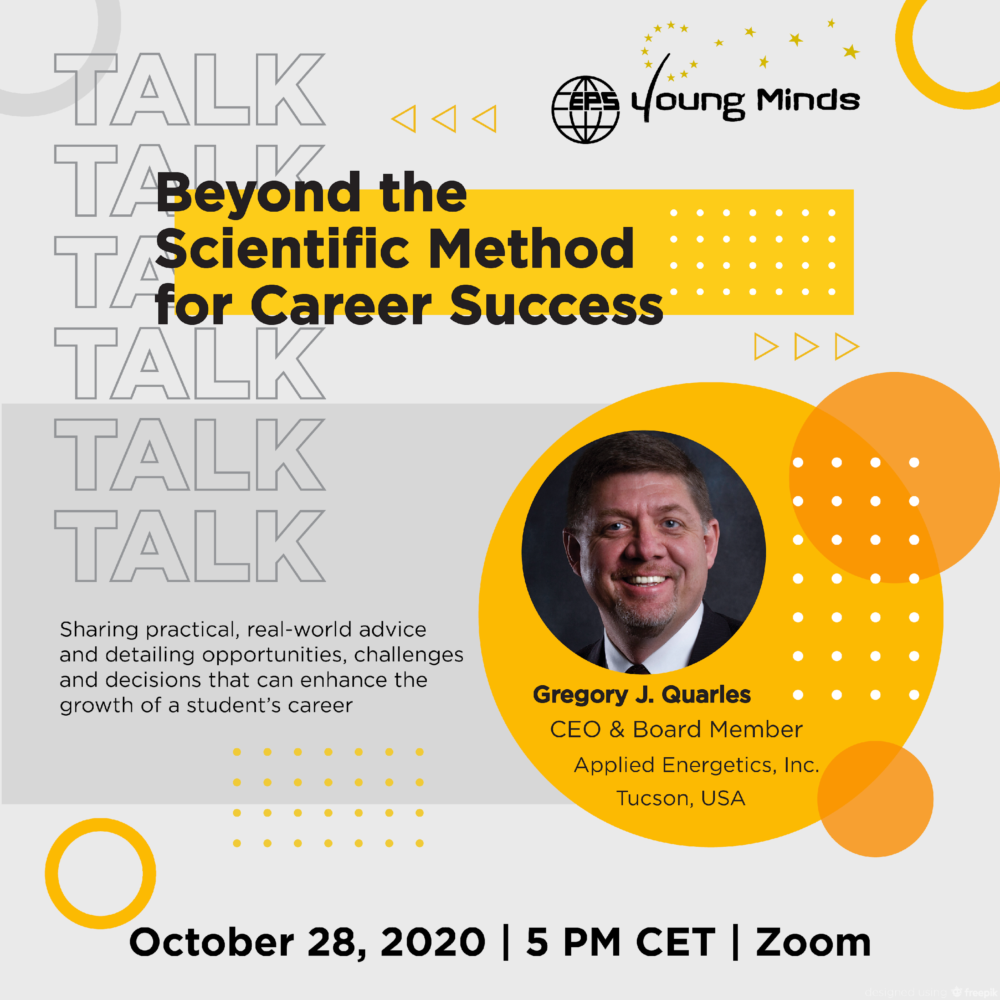 TALK
EPS Young Minds
TALK
Beyond the
TALK
Scientific Method
for Career Success
TALK
TALK
TALK
Sharing practical, real-world advice
and detailing opportunities, challenges
and decisions that can enhance the
growth of a student’s career
Gregory J. Quarles
CEO & Board Member
Applied Energetics, Inc.
Tucson, USA
October 28, 2020 | 5 PM CET | Zoom
designed using freepik